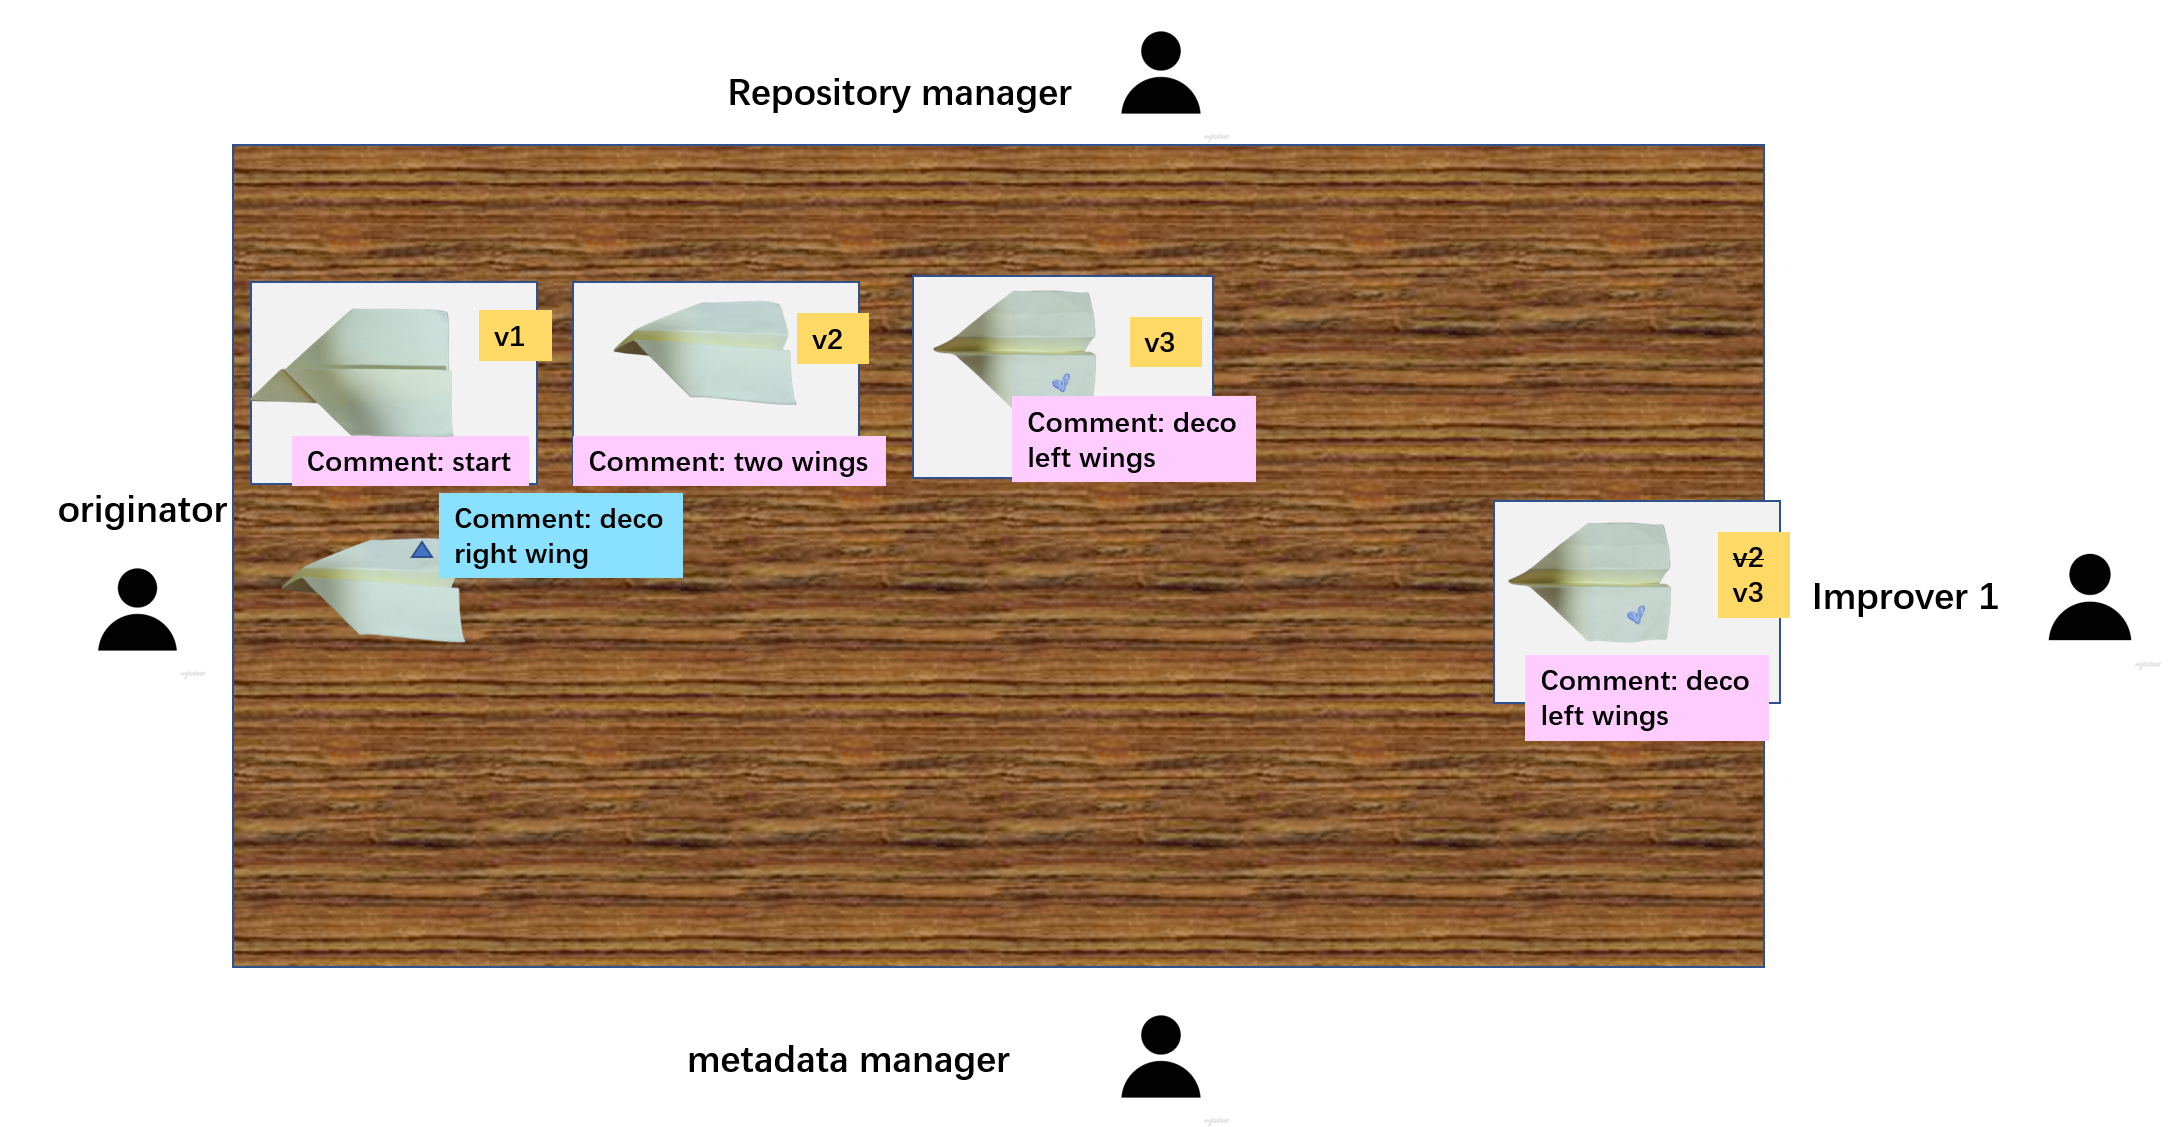 Repository manager
v1
v2
v3
Comment: start
Comment: two wings
Comment: deco
left wings
originator
Comment: deco
right wing
v2
v3
Improver 1
Comment: deco
left wings
metadata manager